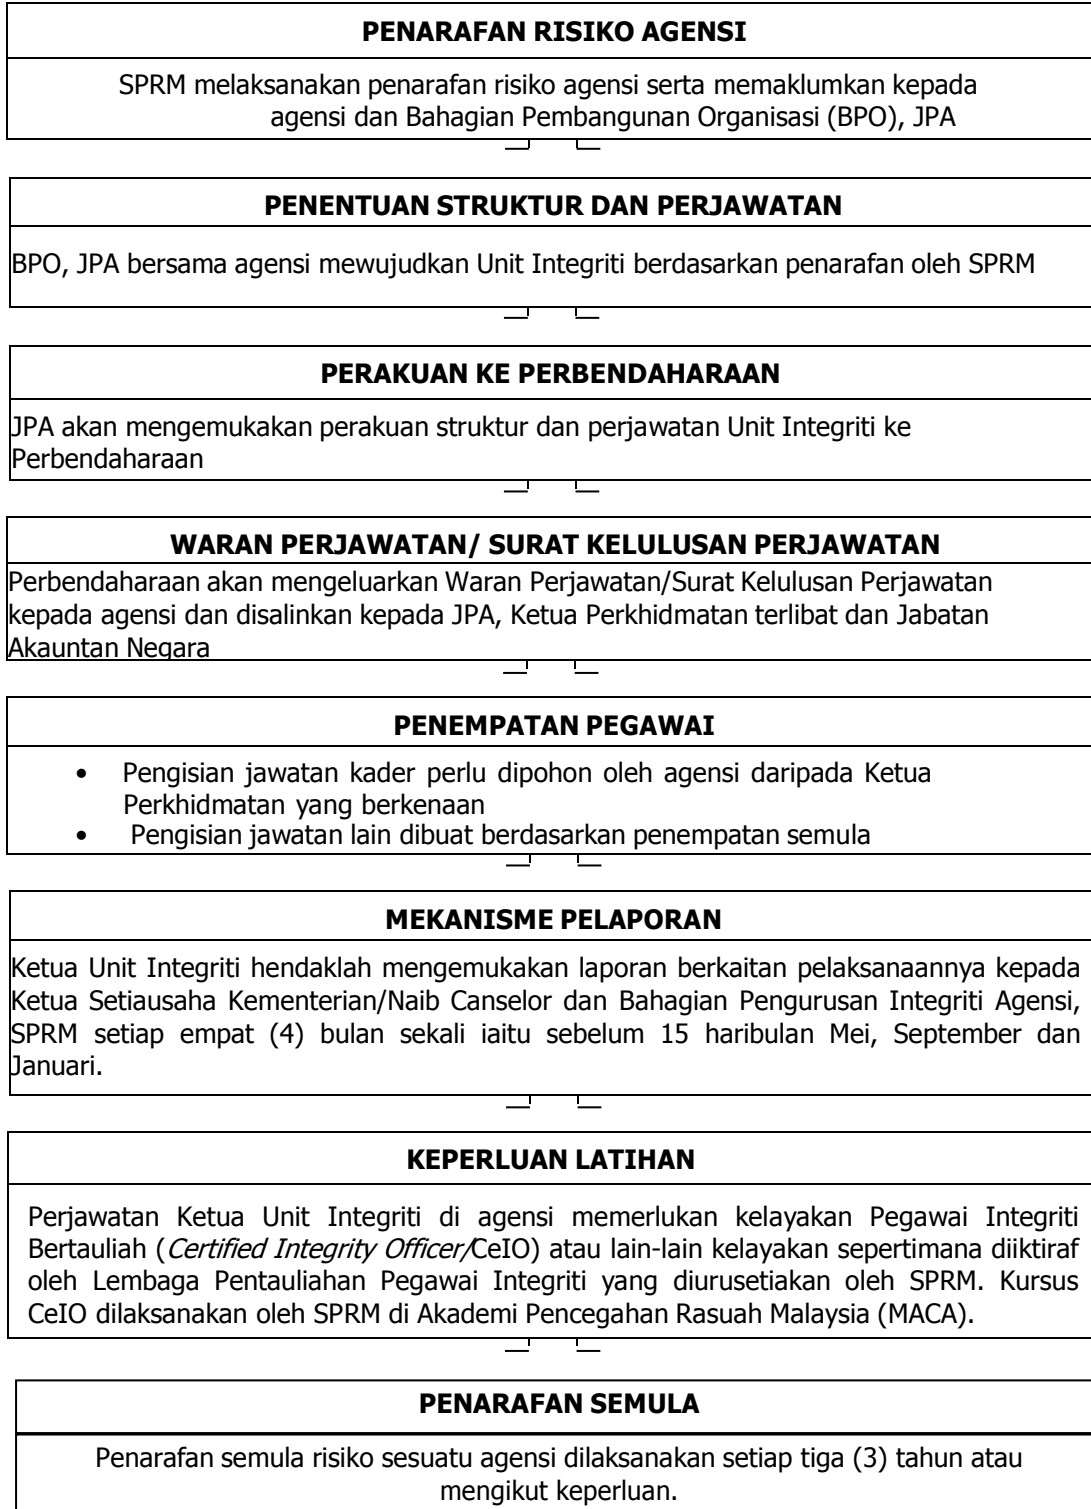 PENARAFAN RISIKO AGENSI
SPRM melaksanakan penarafan risiko agensi serta memaklumkan kepada
agensi dan Bahagian Pembangunan Organisasi (BPO), JPA
PENENTUAN STRUKTUR DAN PERJAWATAN
BPO, JPA bersama agensi mewujudkan Unit Integriti berdasarkan penarafan oleh SPRM
PERAKUAN KE PERBENDAHARAAN
JPA akan mengemukakan perakuan struktur dan perjawatan Unit Integriti ke
Perbendaharaan
WARAN PERJAWATAN/ SURAT KELULUSAN PERJAWATAN
Perbendaharaan akan mengeluarkan Waran Perjawatan/Surat Kelulusan Perjawatan
kepada agensi dan disalinkan kepada JPA, Ketua Perkhidmatan terlibat dan Jabatan
Akauntan Negara
PENEMPATAN PEGAWAI
• Pengisian jawatan kader perlu dipohon oleh agensi daripada Ketua
Perkhidmatan yang berkenaan
• Pengisian jawatan lain dibuat berdasarkan penempatan semula
MEKANISME PELAPORAN
Ketua Unit Integriti hendaklah mengemukakan laporan berkaitan pelaksanaannya kepada
Ketua Setiausaha Kementerian/Naib Canselor dan Bahagian Pengurusan Integriti Agensi,
SPRM setiap empat (4) bulan sekali iaitu sebelum 15 haribulan Mei, September dan
Januari.
KEPERLUAN LATIHAN
Perjawatan Ketua Unit Integriti di agensi memerlukan kelayakan Pegawai Integriti
Bertauliah (Certified Integrity Officer/CeIO) atau lain-lain kelayakan sepertimana diiktiraf
oleh Lembaga Pentauliahan Pegawai Integriti yang diurusetiakan oleh SPRM. Kursus
CeIO dilaksanakan oleh SPRM di Akademi Pencegahan Rasuah Malaysia (MACA).
PENARAFAN SEMULA
Penarafan semula risiko sesuatu agensi dilaksanakan setiap tiga (3) tahun atau
mengikut keperluan.